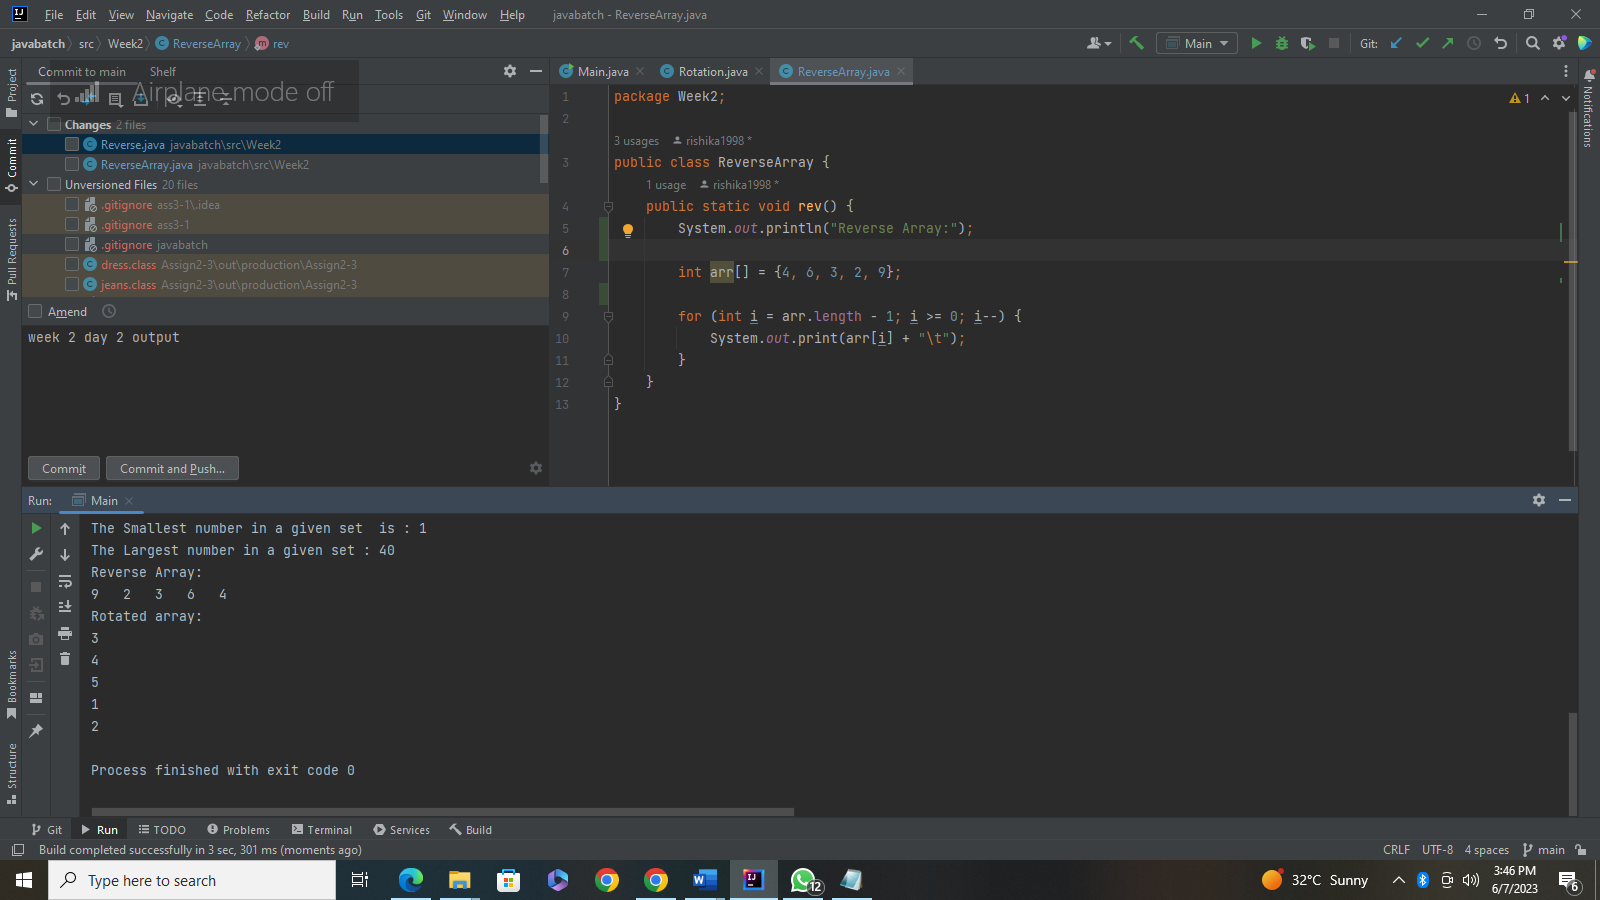 File Edit View Navigate Code Refactor Build Run Tools Git Window Help javabatch - ReverseArray.java
javabatch src Week2 ReverseArray rev Main Git:
Commit to main Shelf
Airplane mode off
Changes 2 files
Reverse.java javabatch\src\Week2
ReverseArray.java javabatch\src\Week2
Unversioned Files 20 files
.gitignore ass3-1\.idea
.gitignore ass3-1
.gitignore javabatch
dress.class Assign2-3\out\production\Assign2-3
jeans.class Assign2-3\out\production\Assign2-3
Amend
week 2 day 2 output
Commit Commit and Push...
Project
Commit
Pull Requests
Bookmarks
Structure
Main.java Rotation.java ReverseArray.java
1 package Week2;
2
3 usages rishika1998 *
3 public class ReverseArray {
1 usage rishika1998 *
4 public static void rev() {
5 System.out.println("Reverse Array:");
6
7 int arr[] = {4, 6, 3, 2, 9};
8
9 for (int i = arr.length - 1; i >= 0; i--) {
10 System.out.print(arr[i] + "\t");
11 }
12 }
13 }
1
Notifications
Run: Main
The Smallest number in a given set  is : 1
The Largest number in a given set : 40
Reverse Array:
9 2 3 6 4
Rotated array:
3
4
5
1
2
Process finished with exit code 0
Git Run TODO Problems Terminal Services Build
Build completed successfully in 3 sec, 301 ms (moments ago) CRLF UTF-8 4 spaces main
Type here to search
12
32°C Sunny
3:46 PM
6/7/2023
6